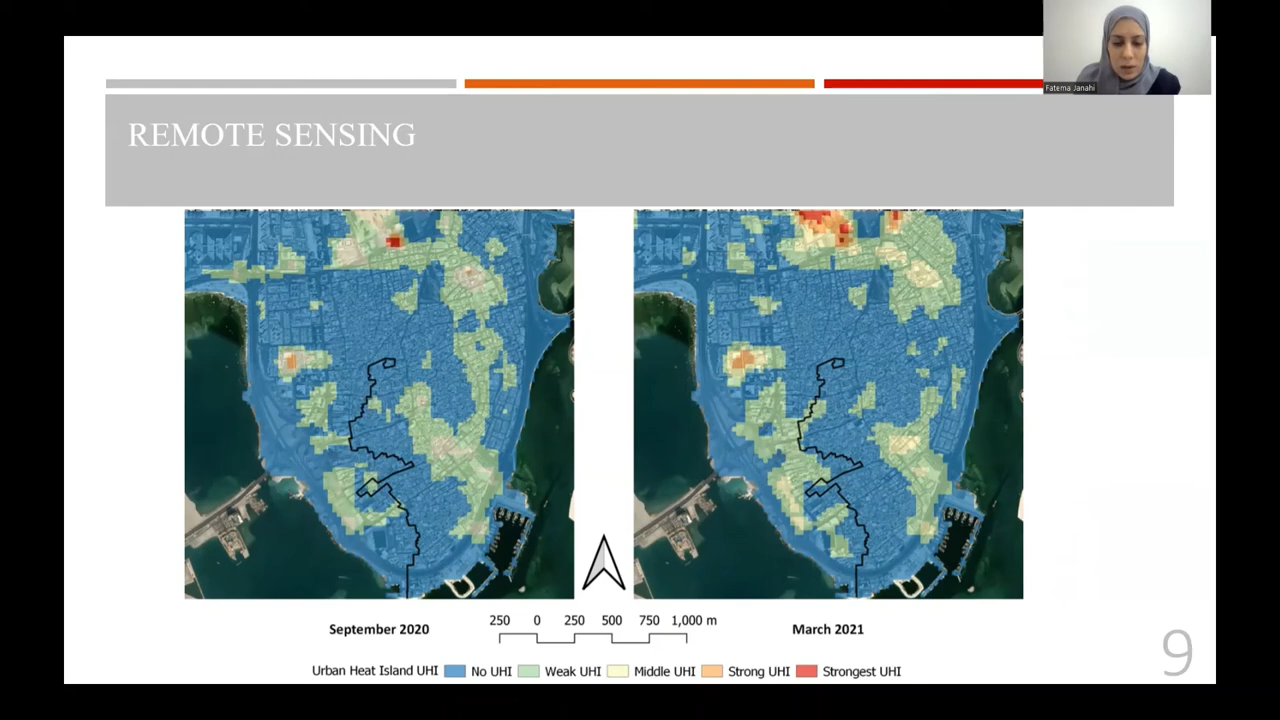 Fatema Janahi
REMOTE SENSING
250 0 250 500 750 1,000 m
September 2020
March 2021
9
Urban Heat Island UHI No UHI Weak UHI Middle UHI Strong UHI Strongest UHI